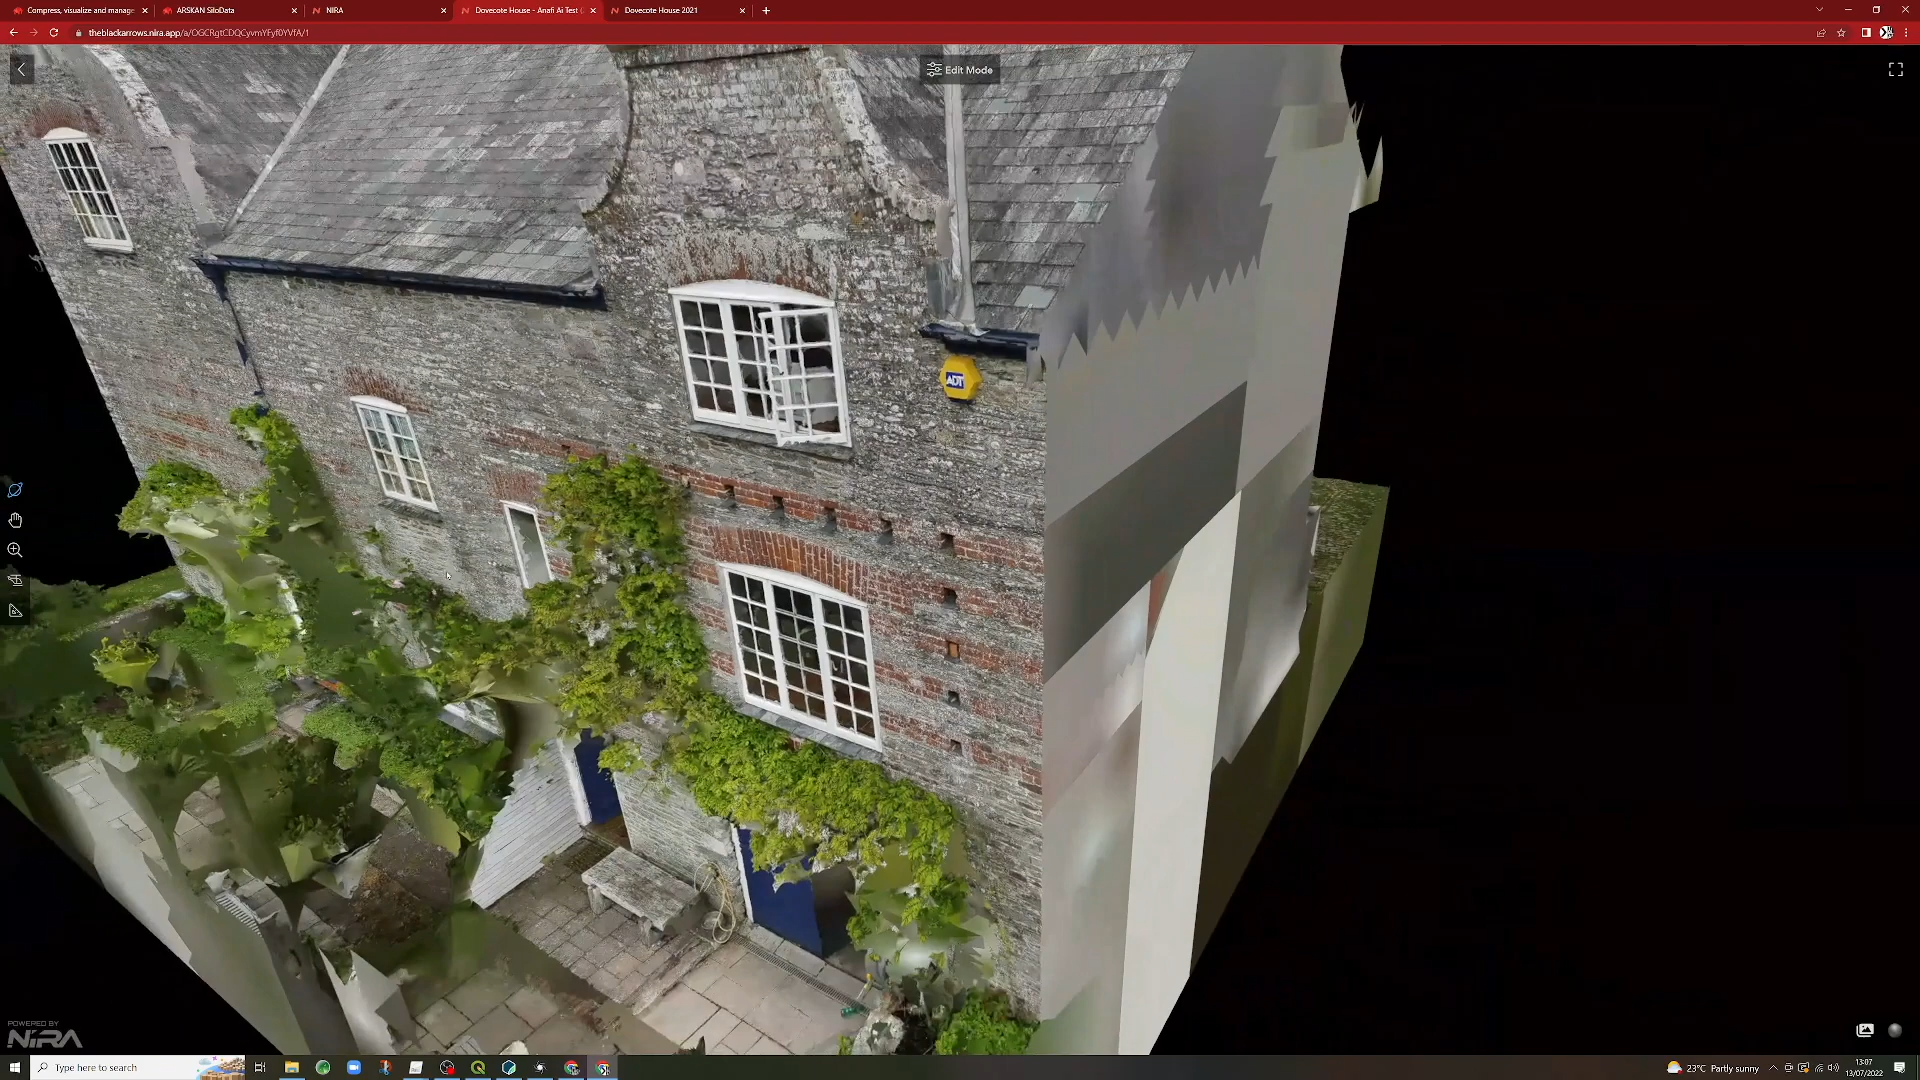 Compress, visualize and manage
ARSKAN SiloData
NIRA
Dovecote House - Anafi Ai Test (
Dovecote House 2021
theblackarrows.nira.app/a/OGCRgtCDQCyvmYFyf0YVfA/1
Edit Mode
ADT
POWERED BY
NIRA
Type here to search
23°C Partly sunny
13:07
13/07/2022